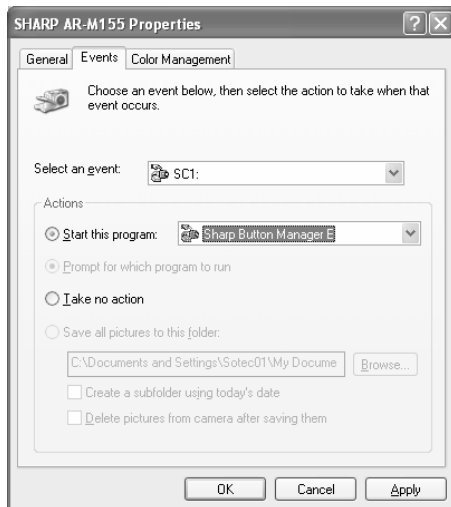 SHARP AR-M155 Properties
General Events Color Management
Choose an event below, then select the action to take when that
event occurs.
Select an event: SC1:
Actions
Start this program: Sharp Button Manager E
Prompt for which program to run
Take no action
Save all pictures to this folder:
C:\Documents and Settings\Sotec01\My Docume Browse...
Create a subfolder using today's date
Delete pictures from camera after saving them
OK Cancel Apply